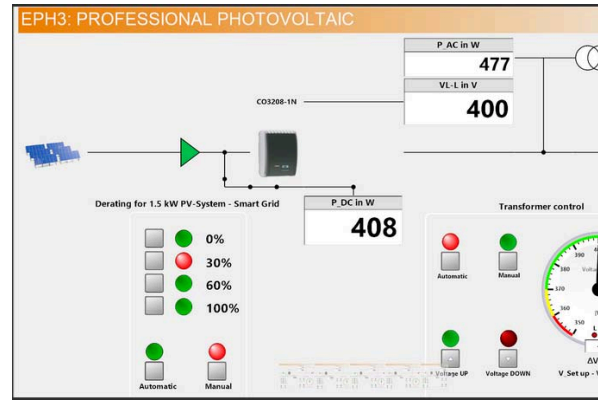 EPH3: PROFESSIONAL PHOTOVOLTAIC
P_AC in W
477
VL-L in V
400
CO3208-1N
P_DC in W
408
Derating for 1.5 kW PV-System - Smart Grid
0%
30%
60%
100%
Automatic
Manual
Transformer control
Automatic
Manual
390
380
370
360
350
Voltage UP
Voltage DOWN
L
ΔV
V_Set up - V